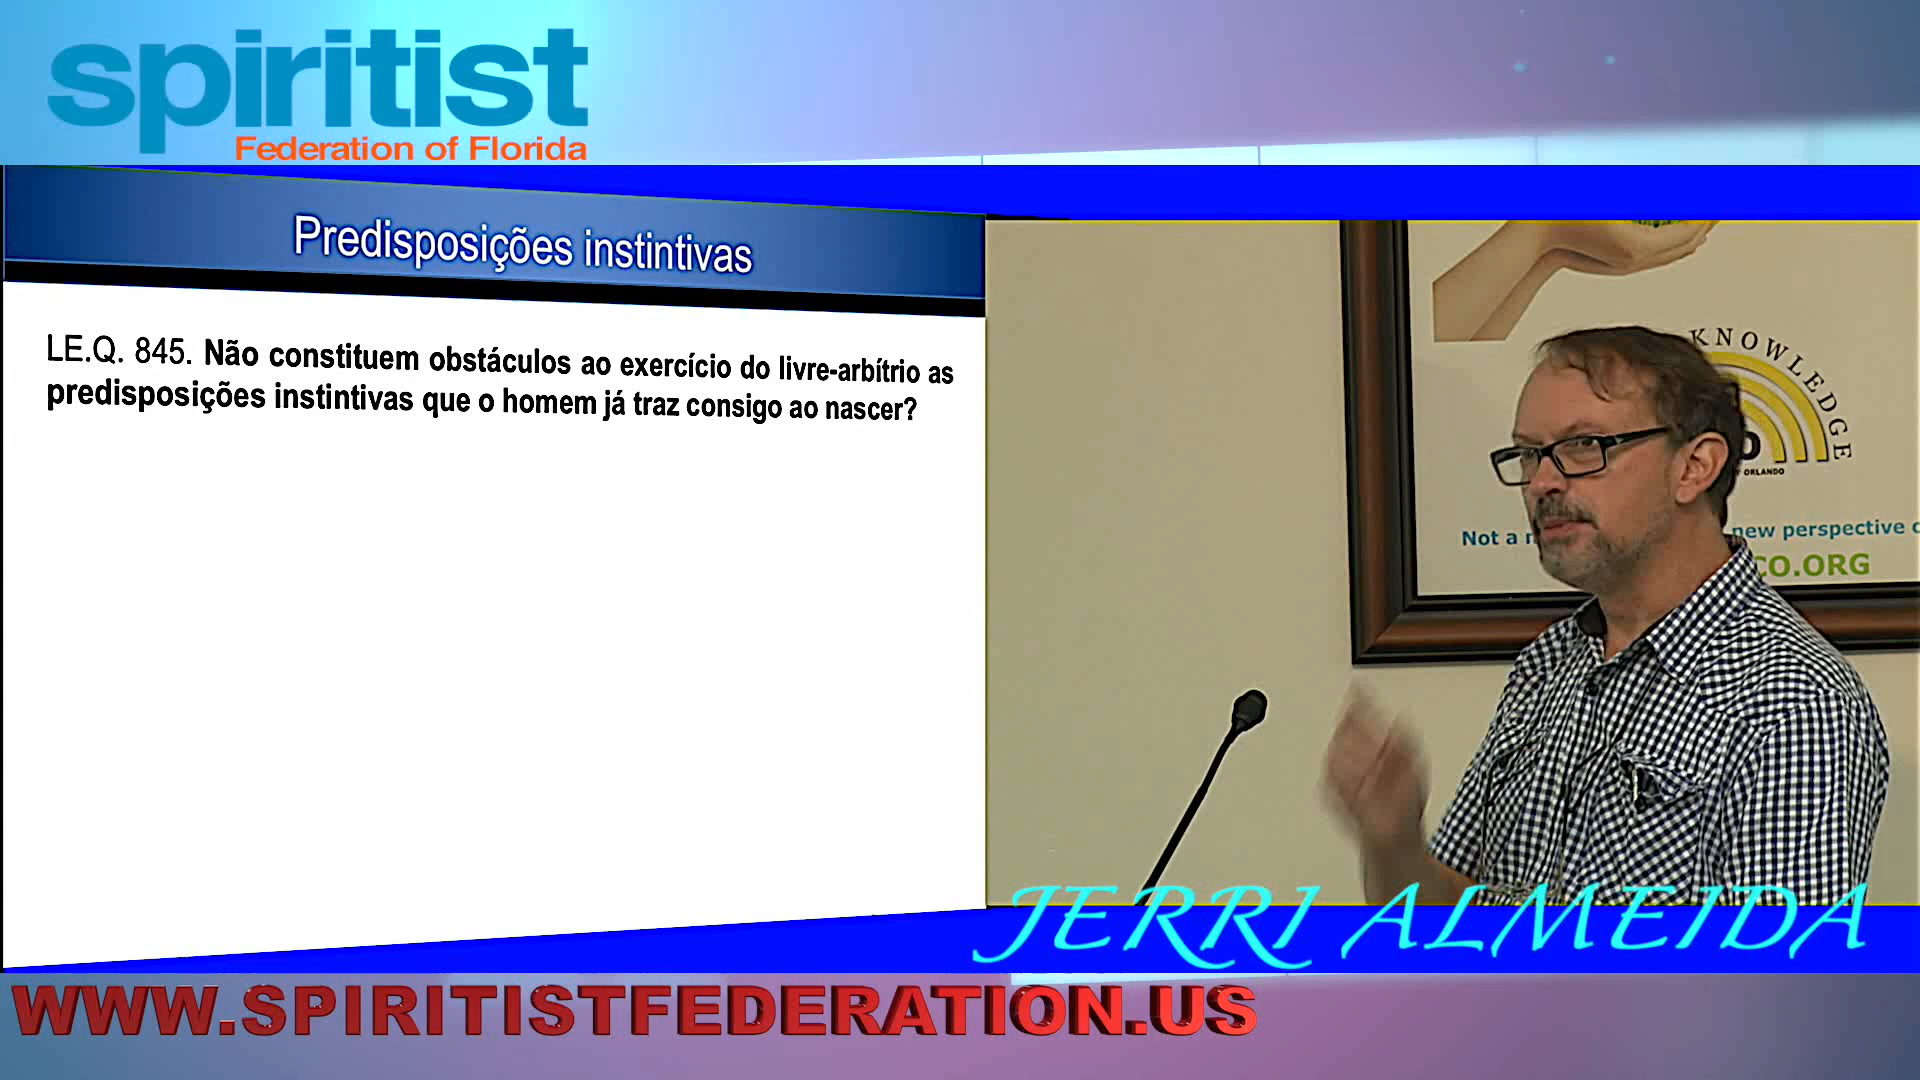 spiritist
Federation of Florida
Predisposições instintivas
LE.Q. 845. Não constituem obstáculos ao exercício do livre-arbítrio as
predisposições instintivas que o homem já traz consigo ao nascer?
KNOWLEDGE
ORLANDO
Not a new perspective
CO.ORG
JERRI ALMEIDA
WWW.SPIRITISTFEDERATION.US